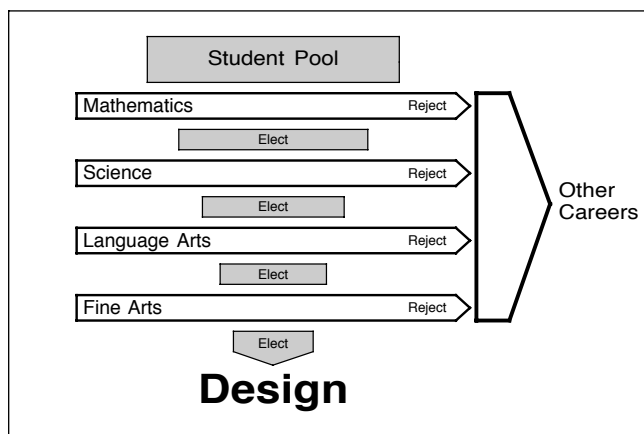 Student Pool
Mathematics Reject
Elect
Science Reject
Elect
Language Arts Reject
Elect
Fine Arts Reject
Elect
Design
Other
Careers